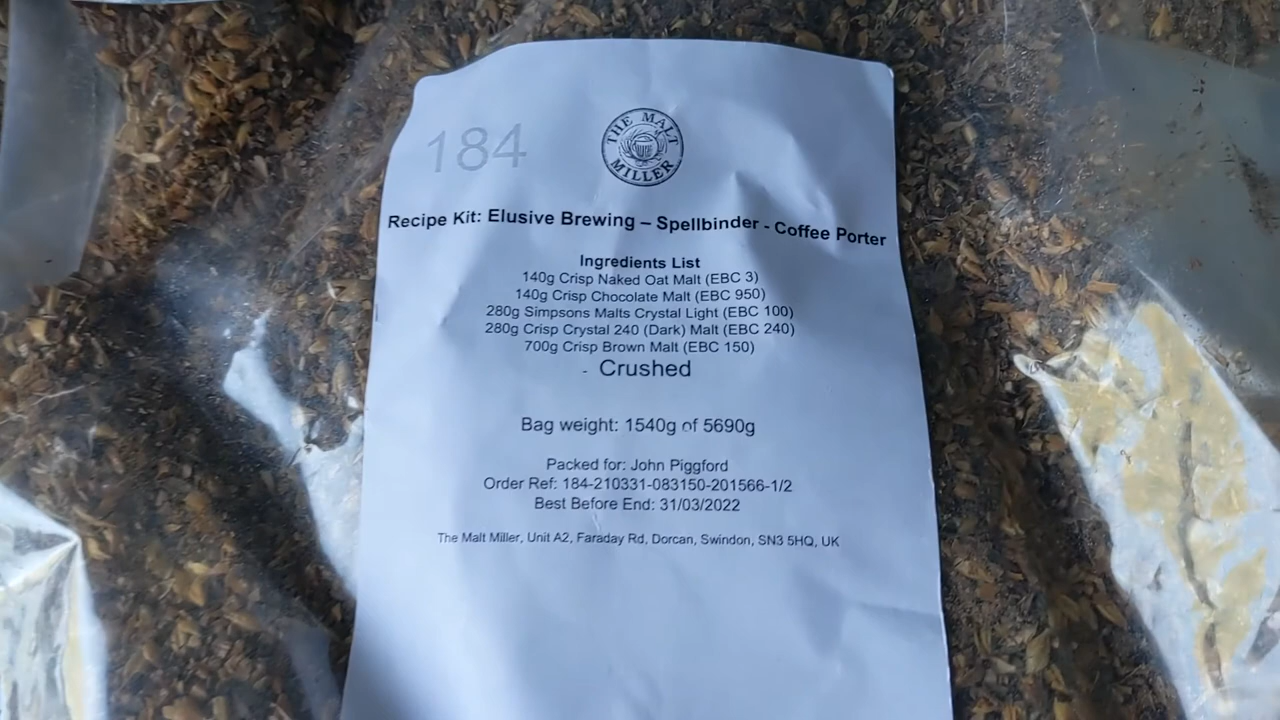 184
THE MALT
MILLER
Recipe Kit: Elusive Brewing – Spellbinder - Coffee Porter
Ingredients List
140g Crisp Naked Oat Malt (EBC 3)
140g Crisp Chocolate Malt (EBC 950)
280g Simpsons Malts Crystal Light (EBC 100)
280g Crisp Crystal 240 (Dark) Malt (EBC 240)
700g Crisp Brown Malt (EBC 150)
- Crushed
Bag weight: 1540g of 5690g
Packed for: John Piggford
Order Ref: 184-210331-083150-201566-1/2
Best Before End: 31/03/2022
The Malt Miller, Unit A2, Faraday Rd, Dorcan, Swindon, SN3 5HQ, UK